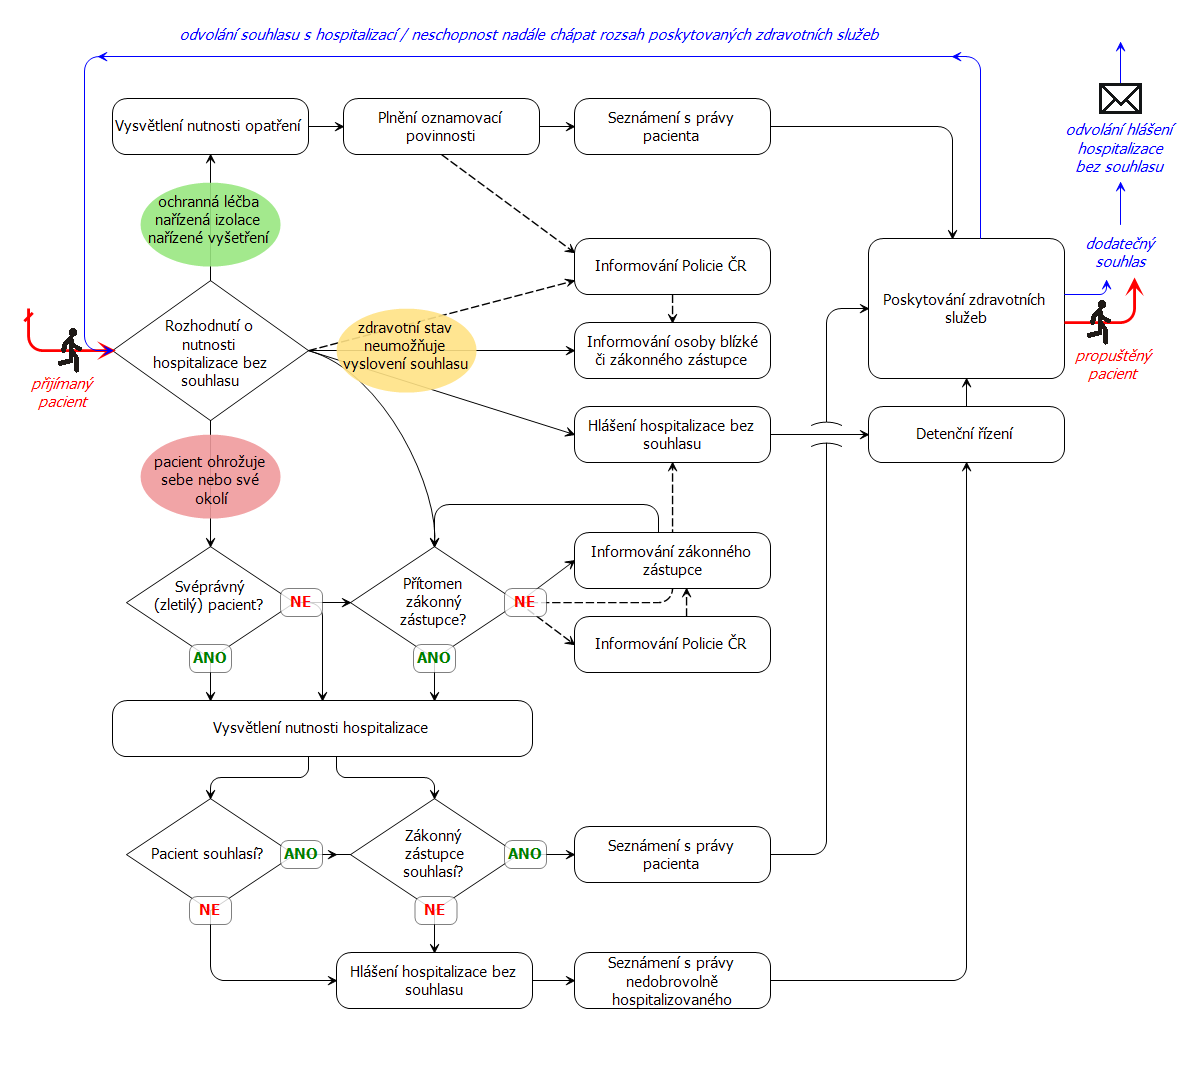 odvolání souhlasu s hospitalizací / neschopnost nadále chápat rozsah poskytovaných zdravotních služeb
Vysvětlení nutnosti opatření
Plnění oznamovací
povinnosti
Seznámení s právy
pacienta
odvolání hlášení
hospitalizace
bez souhlasu
ochranná léčba
nařízená izolace
nařízené vyšetření
Informování Policie ČR
dodatečný
souhlas
Poskytování zdravotních
služeb
Rozhodnutí o
nutnosti
hospitalizace bez
souhlasu
zdravotní stav
neumožňuje
vyslovení souhlasu
Informování osoby blízké
či zákonného zástupce
přijímaný
pacient
propuštěný
pacient
Hlášení hospitalizace bez
souhlasu
Detenční řízení
pacient ohrožuje
sebe nebo své
okolí
Svéprávný
(zletilý) pacient?
NE
Přítomen
zákonný
zástupce?
NE
Informování zákonného
zástupce
Informování Policie ČR
ANO
ANO
Vysvětlení nutnosti hospitalizace
Pacient souhlasí?
ANO
Zákonný
zástupce
souhlasí?
ANO
Seznámení s právy
pacienta
NE
NE
Hlášení hospitalizace bez
souhlasu
Seznámení s právy
nedobrovolně
hospitalizovaného